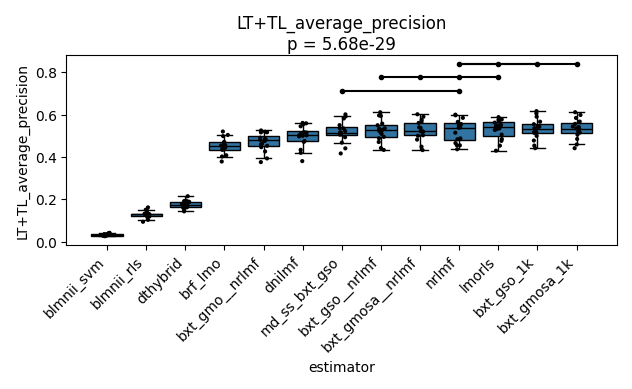 LT+TL_average_precision
p = 5.68e-29
LT+TL_average_precision
0.8
0.6
0.4
0.2
0.0
blmnii_svm
blmnii_rls
dthybrid
brf_lmo
bxt_gmo__nrlmf
dnilmf
md_ss_bxt_gso
bxt_gso__nrlmf
bxt_gmosa__nrlmf
nrlmf
lmorls
bxt_gso_1k
bxt_gmosa_1k
estimator